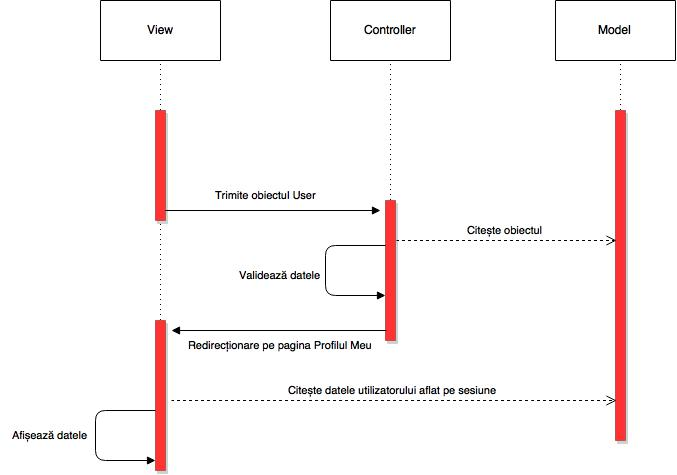 View
Controller
Model
Trimite obiectul User
Citește obiectul
Validează datele
Redirecționare pe pagina Profilul Meu
Citește datele utilizatorului aflat pe sesiune
Afișează datele